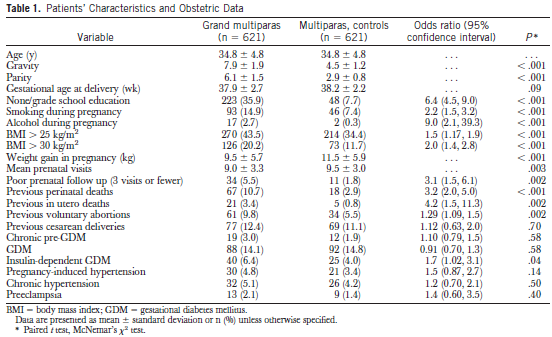 Table 1. Patients' Characteristics and Obstetric Data
Variable Grand multiparas (n = 621) Multiparas, controls (n = 621) Odds ratio (95% confidence interval) P*
Age (y) 34.8 ± 4.8 34.8 ± 4.8 . . .
Gravity 7.9 ± 1.9 4.5 ± 1.2 . . . < .001
Parity 6.1 ± 1.5 2.9 ± 0.8 . . . < .001
Gestational age at delivery (wk) 37.9 ± 2.7 38.2 ± 2.2 . . . .09
None/grade school education 223 (35.9) 48 (7.7) 6.4 (4.5, 9.0) < .001
Smoking during pregnancy 93 (14.9) 46 (7.4) 2.2 (1.5, 3.2) < .001
Alcohol during pregnancy 17 (2.7) 2 (0.3) 9.0 (2.1, 39.3) < .001
BMI > 25 kg/m² 270 (43.5) 214 (34.4) 1.5 (1.17, 1.9) < .001
BMI > 30 kg/m² 126 (20.2) 73 (11.7) 2.0 (1.4, 2.8) < .001
Weight gain in pregnancy (kg) 9.5 ± 5.7 11.5 ± 5.9 . . . < .001
Mean prenatal visits 9.0 ± 3.3 9.5 ± 3.0 . . . .003
Poor prenatal follow up (3 visits or fewer) 34 (5.5) 11 (1.8) 3.1 (1.5, 6.1) .002
Previous perinatal deaths 67 (10.7) 18 (2.9) 3.2 (2.0, 5.0) < .001
Previous in utero deaths 21 (3.4) 5 (0.8) 4.2 (1.5, 11.3) .002
Previous voluntary abortions 61 (9.8) 34 (5.5) 1.29 (1.09, 1.5) .002
Previous cesarean deliveries 77 (12.4) 69 (11.1) 1.12 (0.63, 2.0) .70
Chronic pre-GDM 19 (3.0) 12 (1.9) 1.10 (0.79, 1.5) .58
GDM 88 (14.1) 92 (14.8) 0.91 (0.70, 1.3) .58
Insulin-dependent GDM 40 (6.4) 25 (4.0) 1.7 (1.02, 3.1) .04
Pregnancy-induced hypertension 30 (4.8) 21 (3.4) 1.5 (0.87, 2.7) .14
Chronic hypertension 32 (5.1) 26 (4.2) 1.2 (0.70, 2.1) .50
Preeclampsia 13 (2.1) 9 (1.4) 1.4 (0.60, 3.5) .40
BMI = body mass index; GDM = gestational diabetes mellitus.
Data are presented as mean ± standard deviation or n (%) unless otherwise specified.
* Paired t test, McNemar's χ² test.